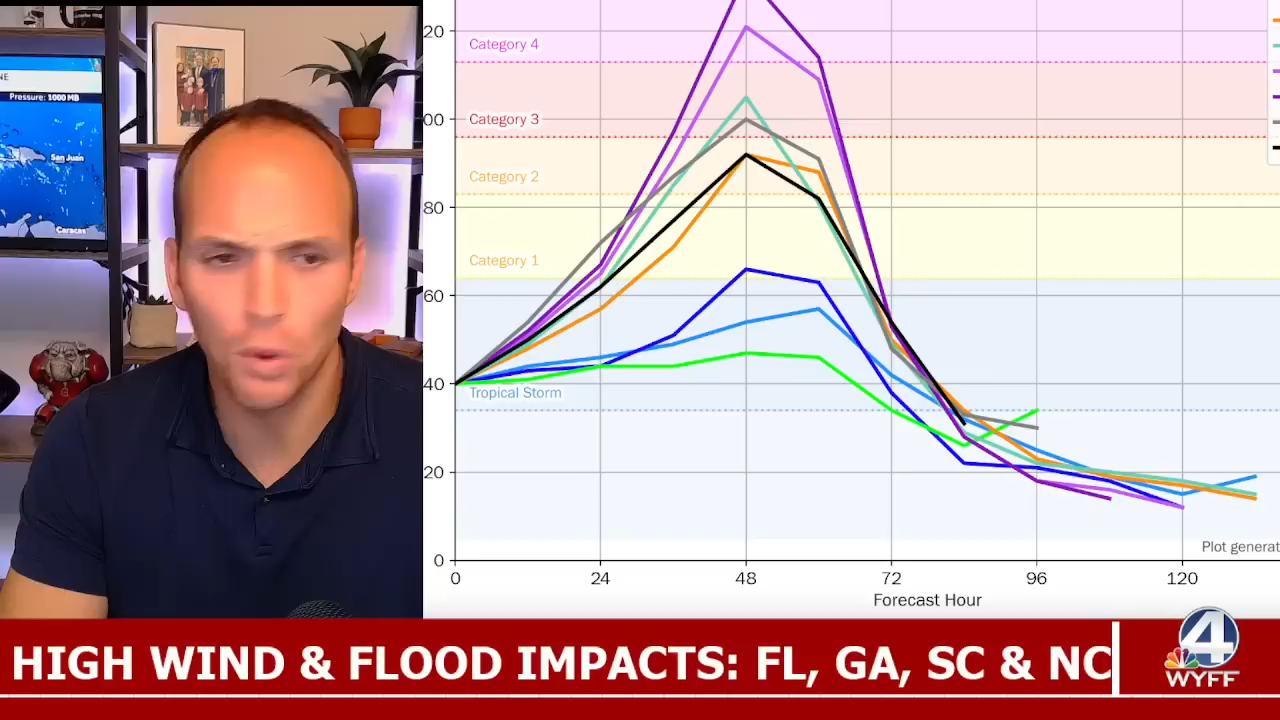 NE
Pressure: 1000 MB
San Juan
Caracas
20
Category 4
00
Category 3
Category 2
80
Category 1
60
40
Tropical Storm
20
0
Plot generat
0 24 48 72 96 120
Forecast Hour
HIGH WIND & FLOOD IMPACTS: FL, GA, SC & NC
4
WYFF